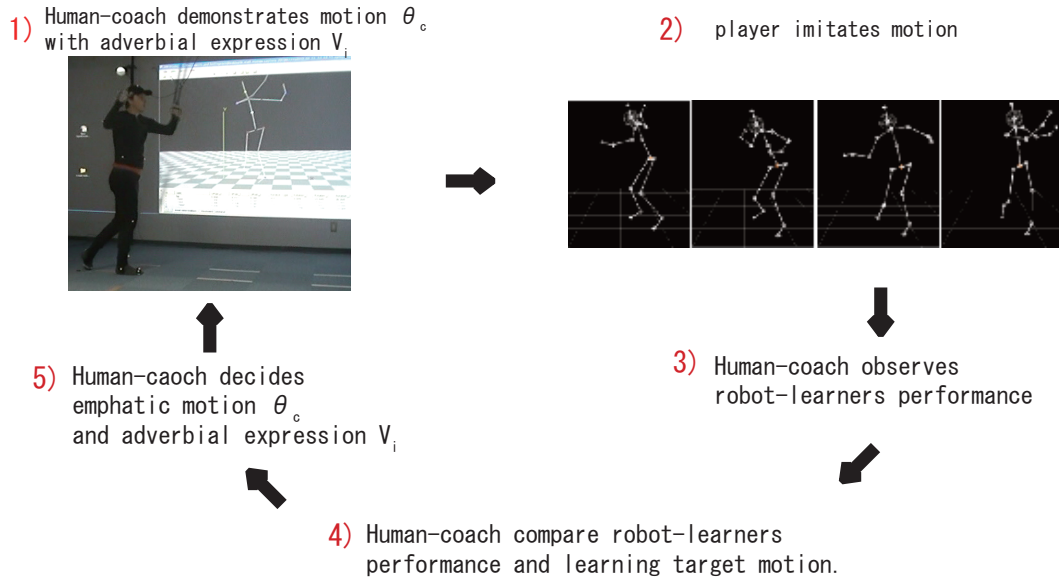 1) Human-coach demonstrates motion θc
with adverbial expression Vi
2) player imitates motion
3) Human-coach observes
robot-learners performance
4) Human-coach compare robot-learners
performance and learning target motion.
5) Human-caoch decides
emphatic motion θc
and adverbial expression Vi